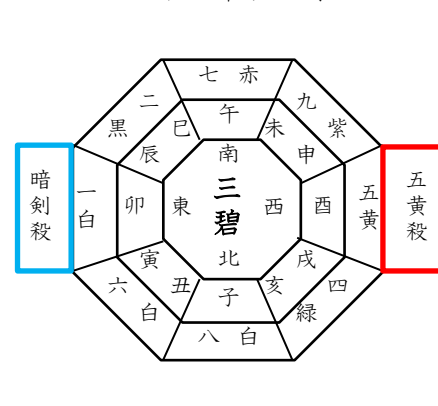 七赤
二黒
九紫
午
巳
未
辰
申
南
暗剣殺
一白
卯
東
三碧
西
酉
五黄
五黄殺
寅
戌
北
丑
亥
子
六白
四緑
八白